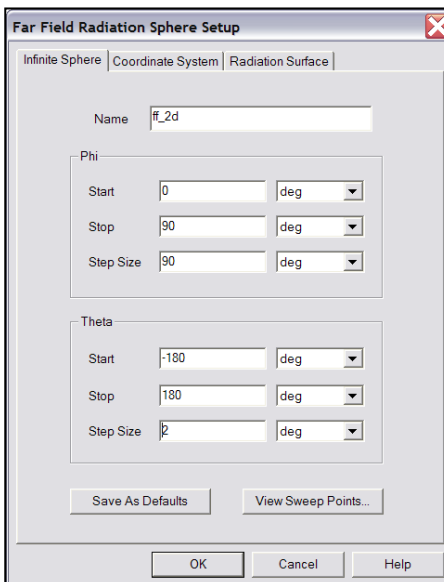 Far Field Radiation Sphere Setup
Infinite Sphere Coordinate System Radiation Surface
Name ff_2d
Phi
Start 0 deg
Stop 90 deg
Step Size 90 deg
Theta
Start -180 deg
Stop 180 deg
Step Size 2 deg
Save As Defaults View Sweep Points...
OK Cancel Help